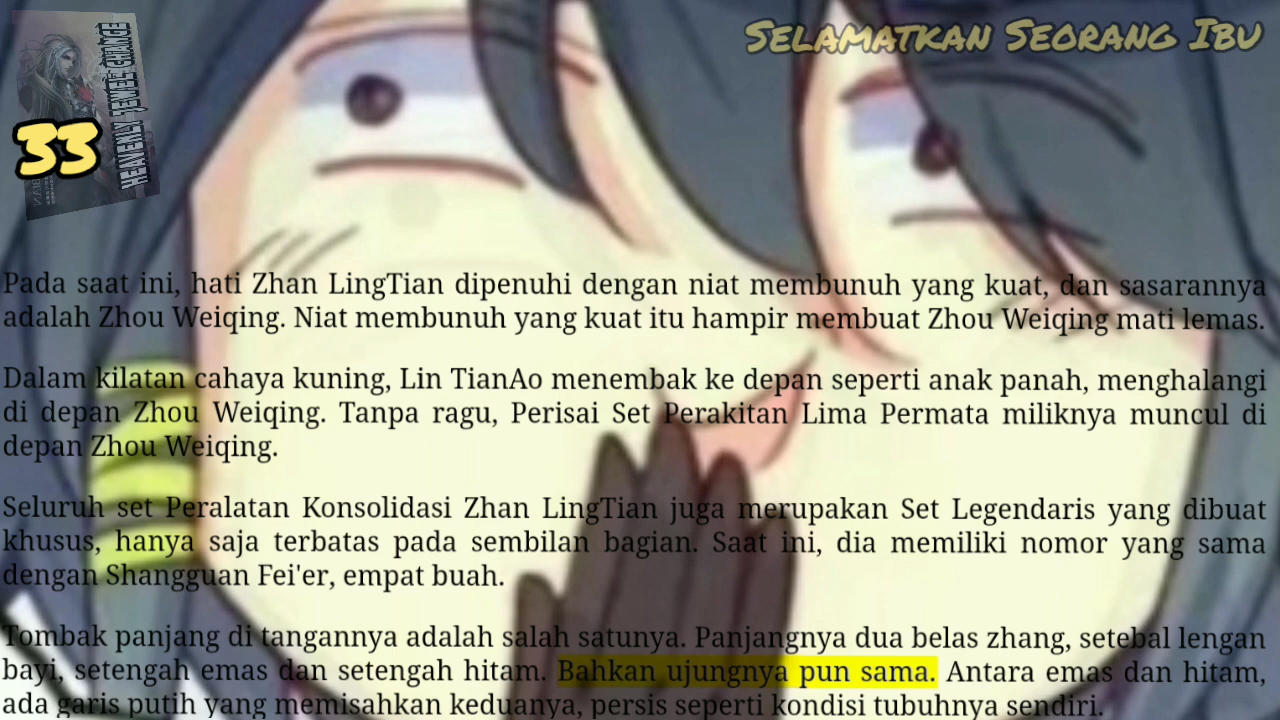 Selamatkan Seorang Ibu
HEAVENLY JEWEL CHANGE
33
Pada saat ini, hati Zhan LingTian dipenuhi dengan niat membunuh yang kuat, dan sasarannya
adalah Zhou Weiqing. Niat membunuh yang kuat itu hampir membuat Zhou Weiqing mati lemas.
Dalam kilatan cahaya kuning, Lin TianAo menembak ke depan seperti anak panah, menghalangi
di depan Zhou Weiqing. Tanpa ragu, Perisai Set Perakitan Lima Permata miliknya muncul di
depan Zhou Weiqing.
Seluruh set Peralatan Konsolidasi Zhan LingTian juga merupakan Set Legendaris yang dibuat
khusus, hanya saja terbatas pada sembilan bagian. Saat ini, dia memiliki nomor yang sama
dengan Shangguan Fei'er, empat buah.
Tombak panjang di tangannya adalah salah satunya. Panjangnya dua belas zhang, setebal lengan
bayi, setengah emas dan setengah hitam. Bahkan ujungnya pun sama. Antara emas dan hitam,
ada garis putih yang memisahkan keduanya, persis seperti kondisi tubuhnya sendiri.